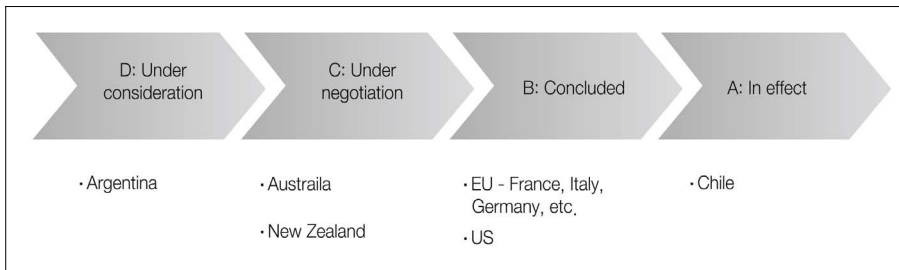 D: Under
consideration
C: Under
negotiation
B: Concluded
A: In effect
· Argentina
· Austraila
· New Zealand
· EU - France, Italy,
Germany, etc.
· US
· Chile